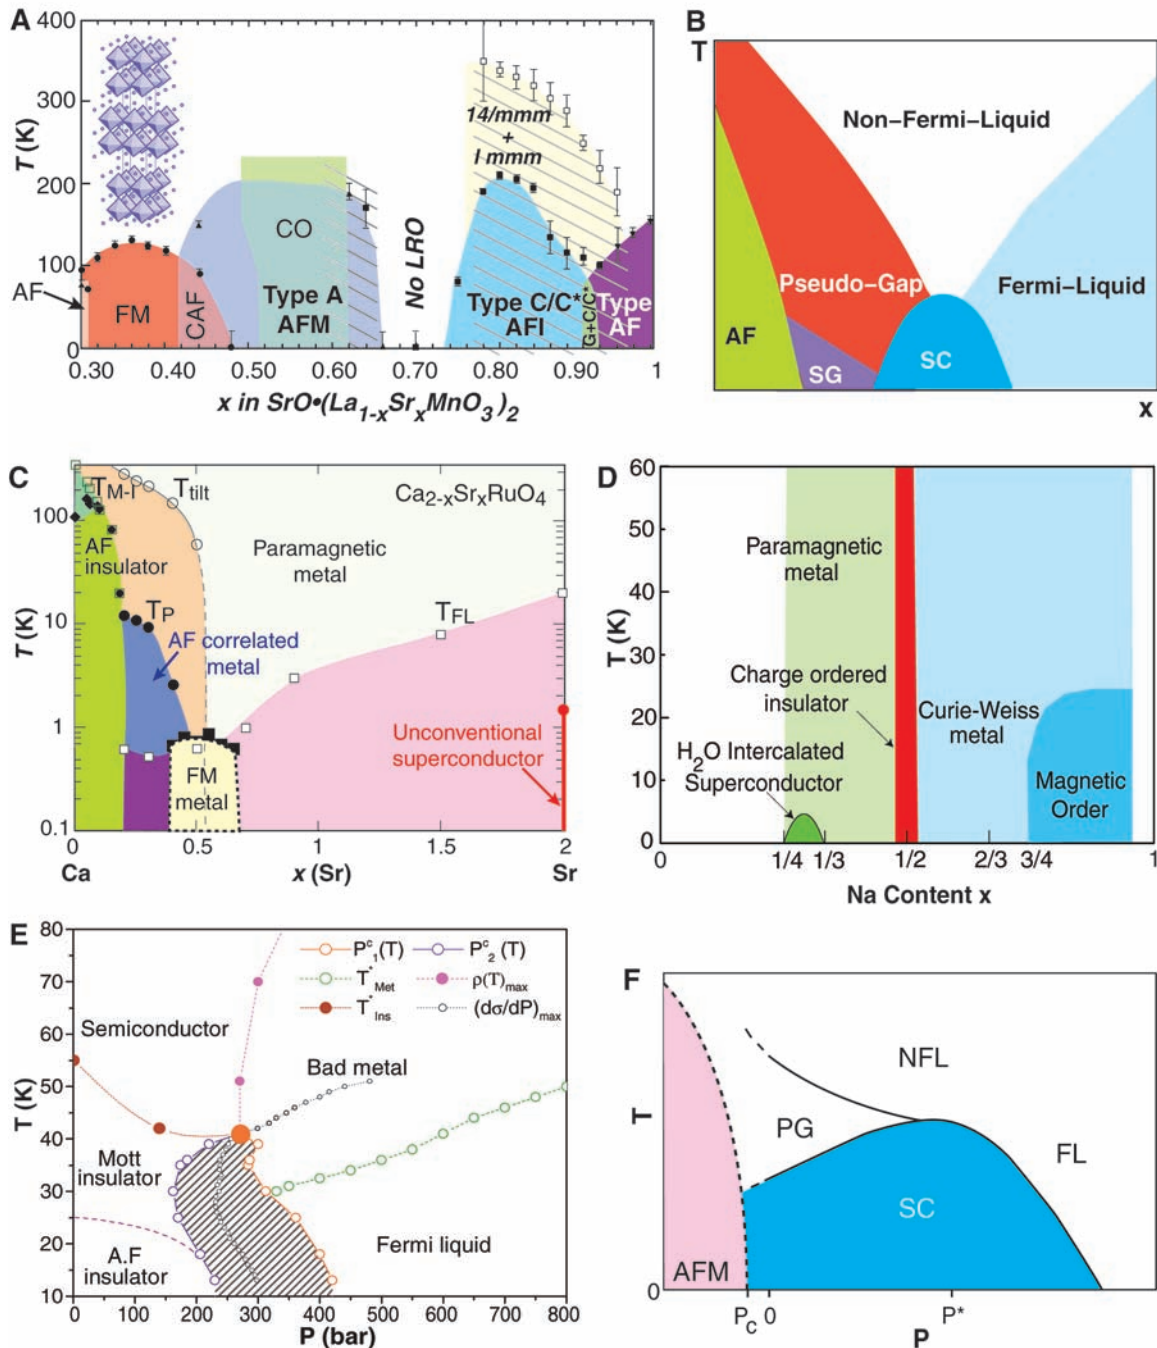 A
400
300
200
100
0
T (K)
AF
FM
CAF
CO
Type A
AFM
No LRO
14/mmm
+
I mmm
Type C/C*
AFI
G+C/C*
Type
AF
0.30 0.40 0.50 0.60 0.70 0.80 0.90 1
x in SrO•(La1-xSrxMnO3)2
B
T
Non–Fermi–Liquid
Pseudo-Gap
Fermi-Liquid
AF
SG
SC
x
C
TM-I
Ttilt
Ca2-xSrxRuO4
100
10
1
0.1
T (K)
AF
insulator
Paramagnetic
metal
TP
TFL
AF correlated
metal
Unconventional
superconductor
FM
metal
0 0.5 1 1.5 2
Ca x (Sr) Sr
D
60
50
40
30
20
10
0
T (K)
Paramagnetic
metal
Charge ordered
insulator
Curie-Weiss
metal
H2O Intercalated
Superconductor
Magnetic
Order
0 1/4 1/3 1/2 2/3 3/4 1
Na Content x
E
80
70
60
50
40
30
20
10
T (K)
Pc1(T) Pc2 (T)
T*Met ρ(T)max
T*Ins (dσ/dP)max
Semiconductor
Bad metal
Mott
insulator
Fermi liquid
A.F
insulator
0 100 200 300 400 500 600 700 800
P (bar)
F
T
0
NFL
PG
FL
SC
AFM
Pc 0 P*
P